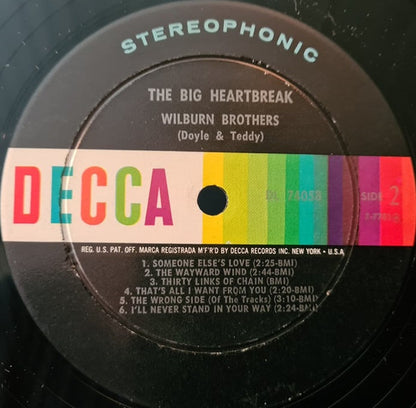 STEREOPHONIC
THE BIG HEARTBREAK
WILBURN BROTHERS
(Doyle & Teddy)
DECCA
DL 74058
SIDE 2
REG. U.S. PAT. OFF. MARCA REGISTRADA M'F'R'D BY DECCA RECORDS INC. NEW YORK • U.S.A.
1. SOMEONE ELSE'S LOVE (2:25-BMI)
2. THE WAYWARD WIND (2:44-BMI)
3. THIRTY LINKS OF CHAIN (BMI)
4. THAT'S ALL I WANT FROM YOU (2:20-BMI)
5. THE WRONG SIDE (Of The Tracks) (3:10-BMI)
6. I'LL NEVER STAND IN YOUR WAY (2:24-BMI)